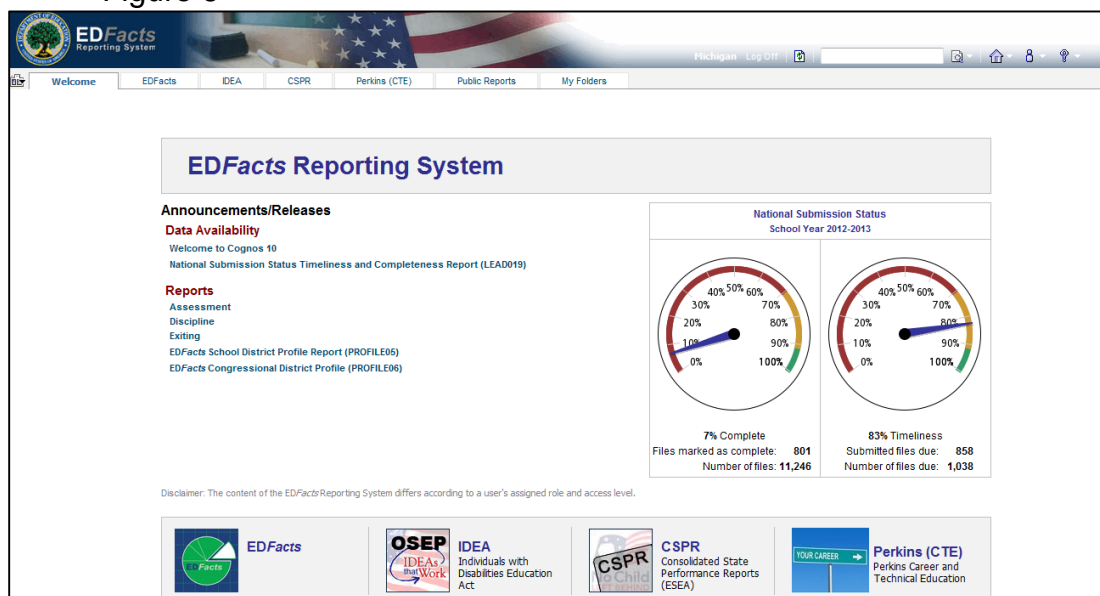 EDFacts
Reporting System
Michigan Log Off
Welcome EDFacts IDEA CSPR Perkins (CTE) Public Reports My Folders
EDFacts Reporting System
Announcements/Releases
Data Availability
Welcome to Cognos 10
National Submission Status Timeliness and Completeness Report (LEAD019)
Reports
Assessment
Discipline
Exiting
EDFacts School District Profile Report (PROFILE05)
EDFacts Congressional District Profile (PROFILE06)
National Submission Status
School Year 2012-2013
0% 10% 20% 30% 40% 50% 60% 70% 80% 90% 100%
0% 10% 20% 30% 40% 50% 60% 70% 80% 90% 100%
7% Complete
Files marked as complete: 801
Number of files: 11,246
83% Timeliness
Submitted files due: 858
Number of files due: 1,038
Disclaimer: The content of the EDFacts Reporting System differs according to a user's assigned role and access level.
EDFacts
EDFacts
OSEP
IDEAs
that Work
IDEA
Individuals with
Disabilities Education
Act
CSPR
CSPR
Consolidated State
Performance Reports
(ESEA)
YOUR CAREER
Perkins (CTE)
Perkins Career and
Technical Education